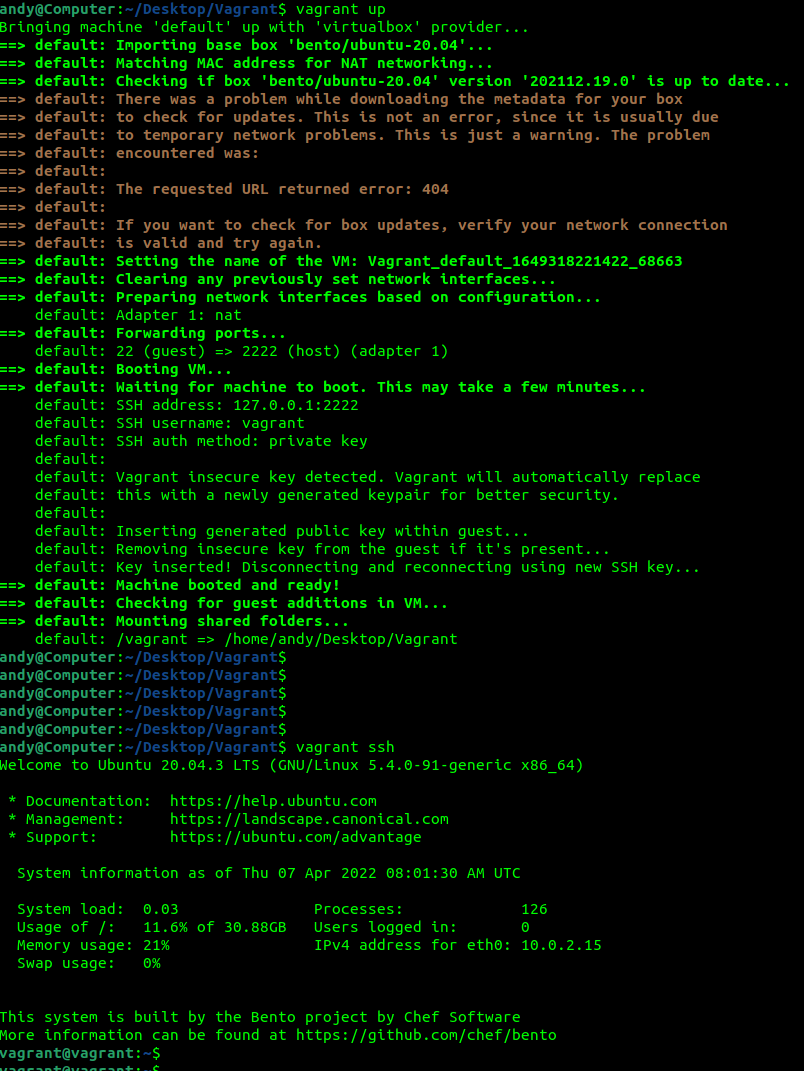 andy@Computer:~/Desktop/Vagrant$ vagrant up
Bringing machine 'default' up with 'virtualbox' provider...
==> default: Importing base box 'bento/ubuntu-20.04'...
==> default: Matching MAC address for NAT networking...
==> default: Checking if box 'bento/ubuntu-20.04' version '202112.19.0' is up to date...
==> default: There was a problem while downloading the metadata for your box
==> default: to check for updates. This is not an error, since it is usually due
==> default: to temporary network problems. This is just a warning. The problem
==> default: encountered was:
==> default:
==> default: The requested URL returned error: 404
==> default:
==> default: If you want to check for box updates, verify your network connection
==> default: is valid and try again.
==> default: Setting the name of the VM: Vagrant_default_1649318221422_68663
==> default: Clearing any previously set network interfaces...
==> default: Preparing network interfaces based on configuration...
    default: Adapter 1: nat
==> default: Forwarding ports...
    default: 22 (guest) => 2222 (host) (adapter 1)
==> default: Booting VM...
==> default: Waiting for machine to boot. This may take a few minutes...
    default: SSH address: 127.0.0.1:2222
    default: SSH username: vagrant
    default: SSH auth method: private key
    default:
    default: Vagrant insecure key detected. Vagrant will automatically replace
    default: this with a newly generated keypair for better security.
    default:
    default: Inserting generated public key within guest...
    default: Removing insecure key from the guest if it's present...
    default: Key inserted! Disconnecting and reconnecting using new SSH key...
==> default: Machine booted and ready!
==> default: Checking for guest additions in VM...
==> default: Mounting shared folders...
    default: /vagrant => /home/andy/Desktop/Vagrant
andy@Computer:~/Desktop/Vagrant$
andy@Computer:~/Desktop/Vagrant$
andy@Computer:~/Desktop/Vagrant$
andy@Computer:~/Desktop/Vagrant$
andy@Computer:~/Desktop/Vagrant$
andy@Computer:~/Desktop/Vagrant$ vagrant ssh
Welcome to Ubuntu 20.04.3 LTS (GNU/Linux 5.4.0-91-generic x86_64)

 * Documentation:  https://help.ubuntu.com
 * Management:     https://landscape.canonical.com
 * Support:        https://ubuntu.com/advantage

  System information as of Thu 07 Apr 2022 08:01:30 AM UTC

  System load:  0.03               Processes:             126
  Usage of /:   11.6% of 30.88GB   Users logged in:       0
  Memory usage: 21%                IPv4 address for eth0: 10.0.2.15
  Swap usage:   0%


This system is built by the Bento project by Chef Software
More information can be found at https://github.com/chef/bento
vagrant@vagrant:~$
vagrant@vagrant:~$